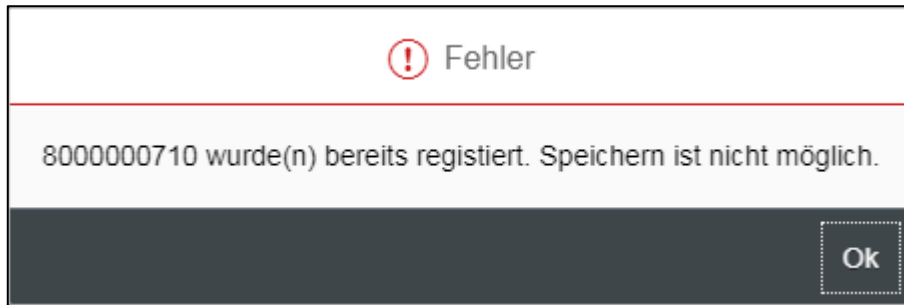 Fehler
8000000710 wurde(n) bereits registiert. Speichern ist nicht möglich.
Ok